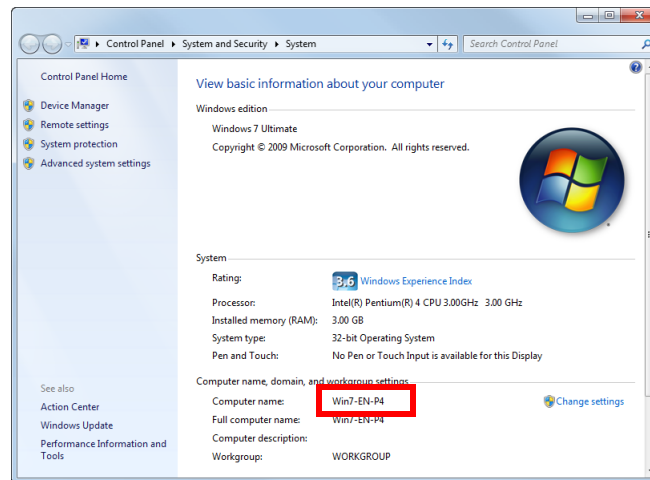 Control Panel ▸ System and Security ▸ System
Search Control Panel
Control Panel Home
Device Manager
Remote settings
System protection
Advanced system settings
View basic information about your computer
Windows edition
Windows 7 Ultimate
Copyright © 2009 Microsoft Corporation. All rights reserved.
System
Rating: 3,6 Windows Experience Index
Processor: Intel(R) Pentium(R) 4 CPU 3.00GHz 3.00 GHz
Installed memory (RAM): 3.00 GB
System type: 32-bit Operating System
Pen and Touch: No Pen or Touch Input is available for this Display
Computer name, domain, and workgroup settings
Computer name: Win7-EN-P4
Change settings
Full computer name: Win7-EN-P4
Computer description:
Workgroup: WORKGROUP
See also
Action Center
Windows Update
Performance Information and
Tools